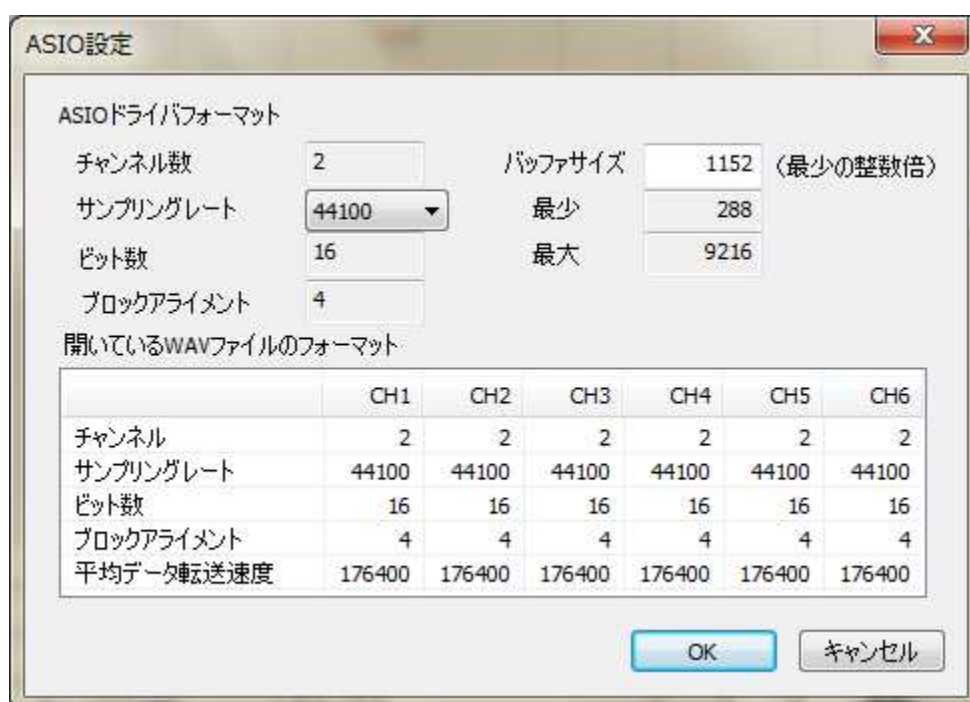 ASIO設定
ASIOドライバフォーマット
チャンネル数 2 バッファサイズ 1152 (最少の整数倍)
サンプリングレート 44100 最少 288
ビット数 16 最大 9216
ブロックアライメント 4
開いているWAVファイルのフォーマット
CH1 CH2 CH3 CH4 CH5 CH6
チャンネル 2 2 2 2 2 2
サンプリングレート 44100 44100 44100 44100 44100 44100
ビット数 16 16 16 16 16 16
ブロックアライメント 4 4 4 4 4 4
平均データ転送速度 176400 176400 176400 176400 176400 176400
OK キャンセル